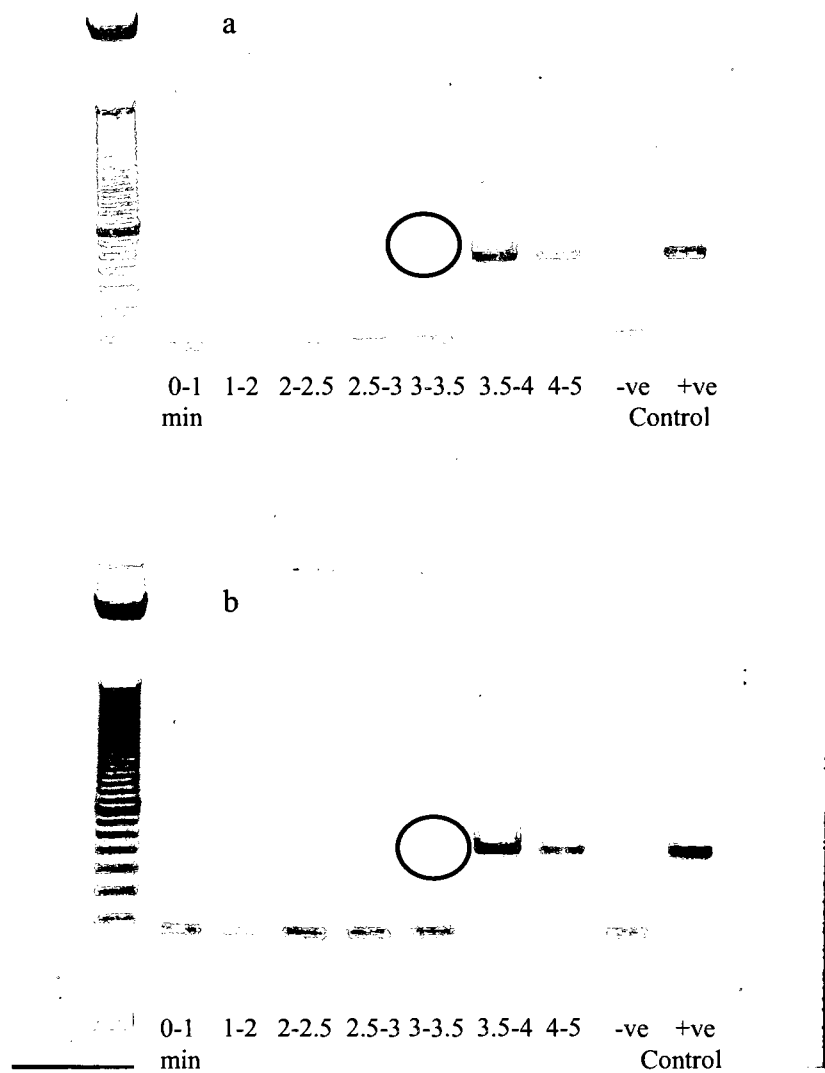 a
0-1 1-2 2-2.5 2.5-3 3-3.5 3.5-4 4-5 -ve +ve
min Control
b
0-1 1-2 2-2.5 2.5-3 3-3.5 3.5-4 4-5 -ve +ve
min Control